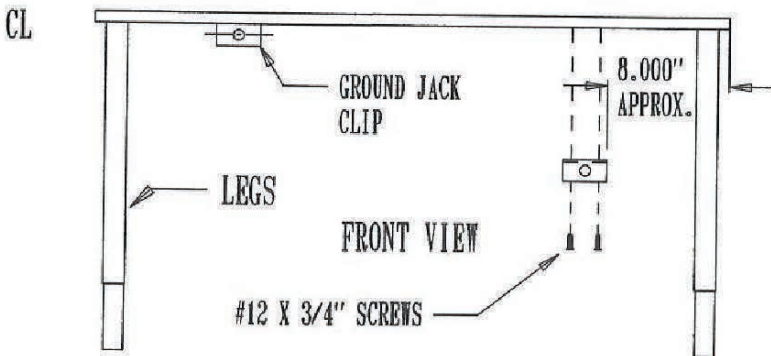 CL
GROUND JACK
CLIP
8.000"
APPROX.
LEGS
FRONT VIEW
#12 X 3/4" SCREWS